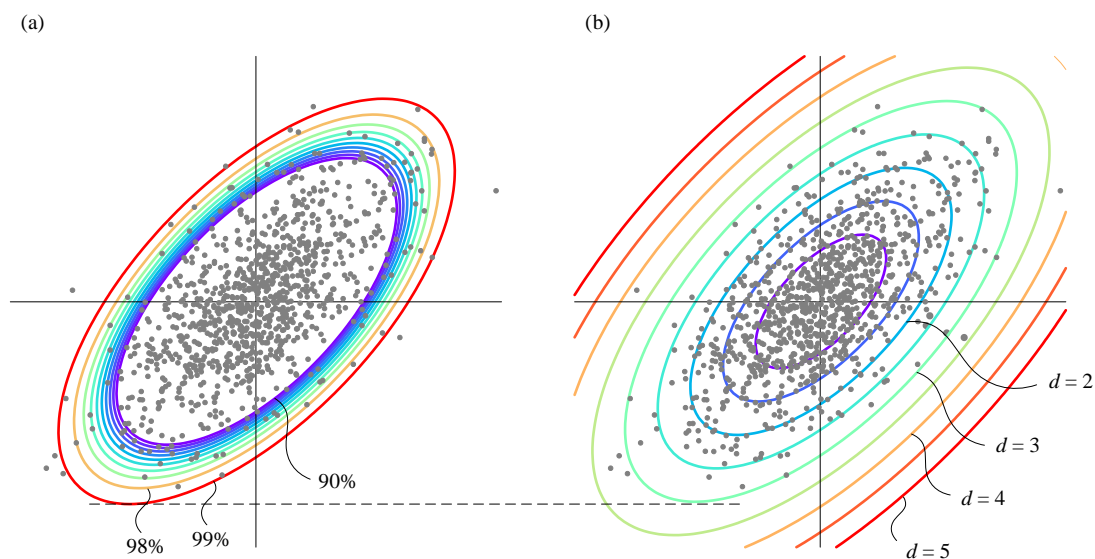 (a)
(b)
d = 2
d = 3
90%
d = 4
99%
98%
d = 5